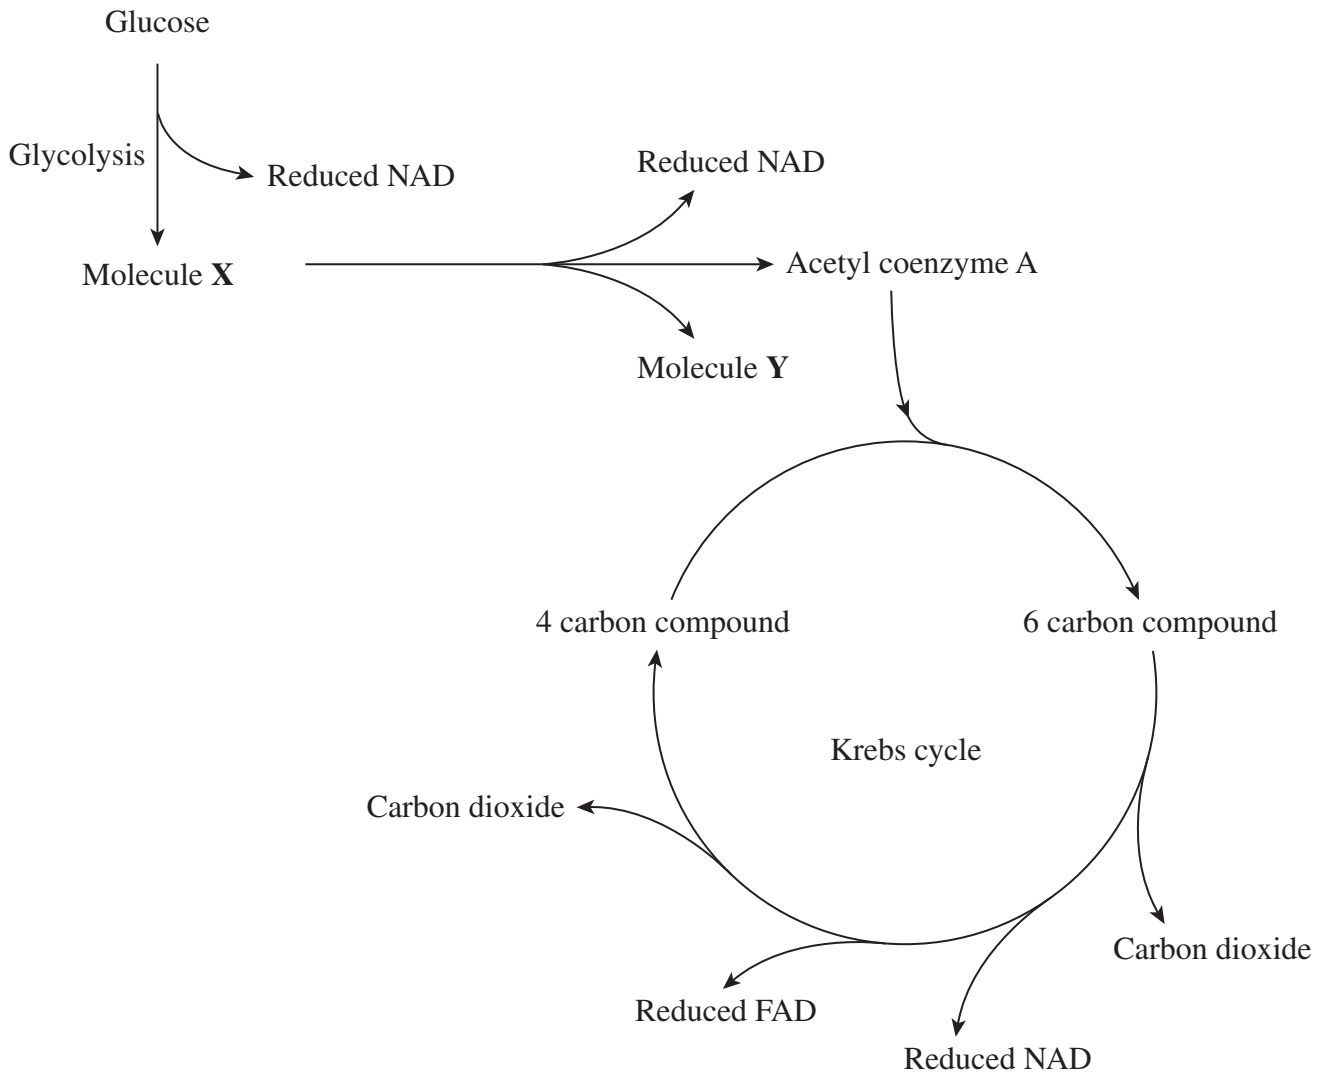 Glucose
Glycolysis
Reduced NAD
Reduced NAD
Molecule X
Acetyl coenzyme A
Molecule Y
4 carbon compound
6 carbon compound
Krebs cycle
Carbon dioxide
Carbon dioxide
Reduced FAD
Reduced NAD